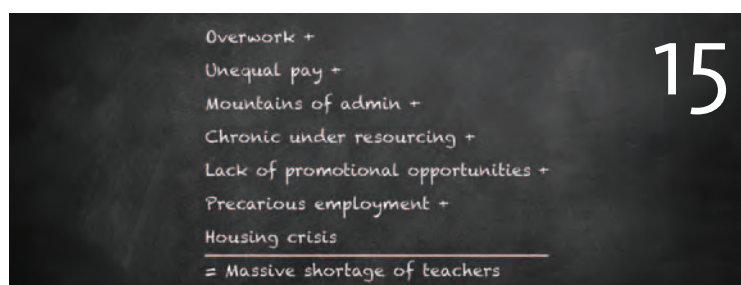 Overwork +
15
Unequal pay +
Mountains of admin +
Chronic under resourcing +
Lack of promotional opportunities +
Precarious employment +
Housing crisis
= Massive shortage of teachers